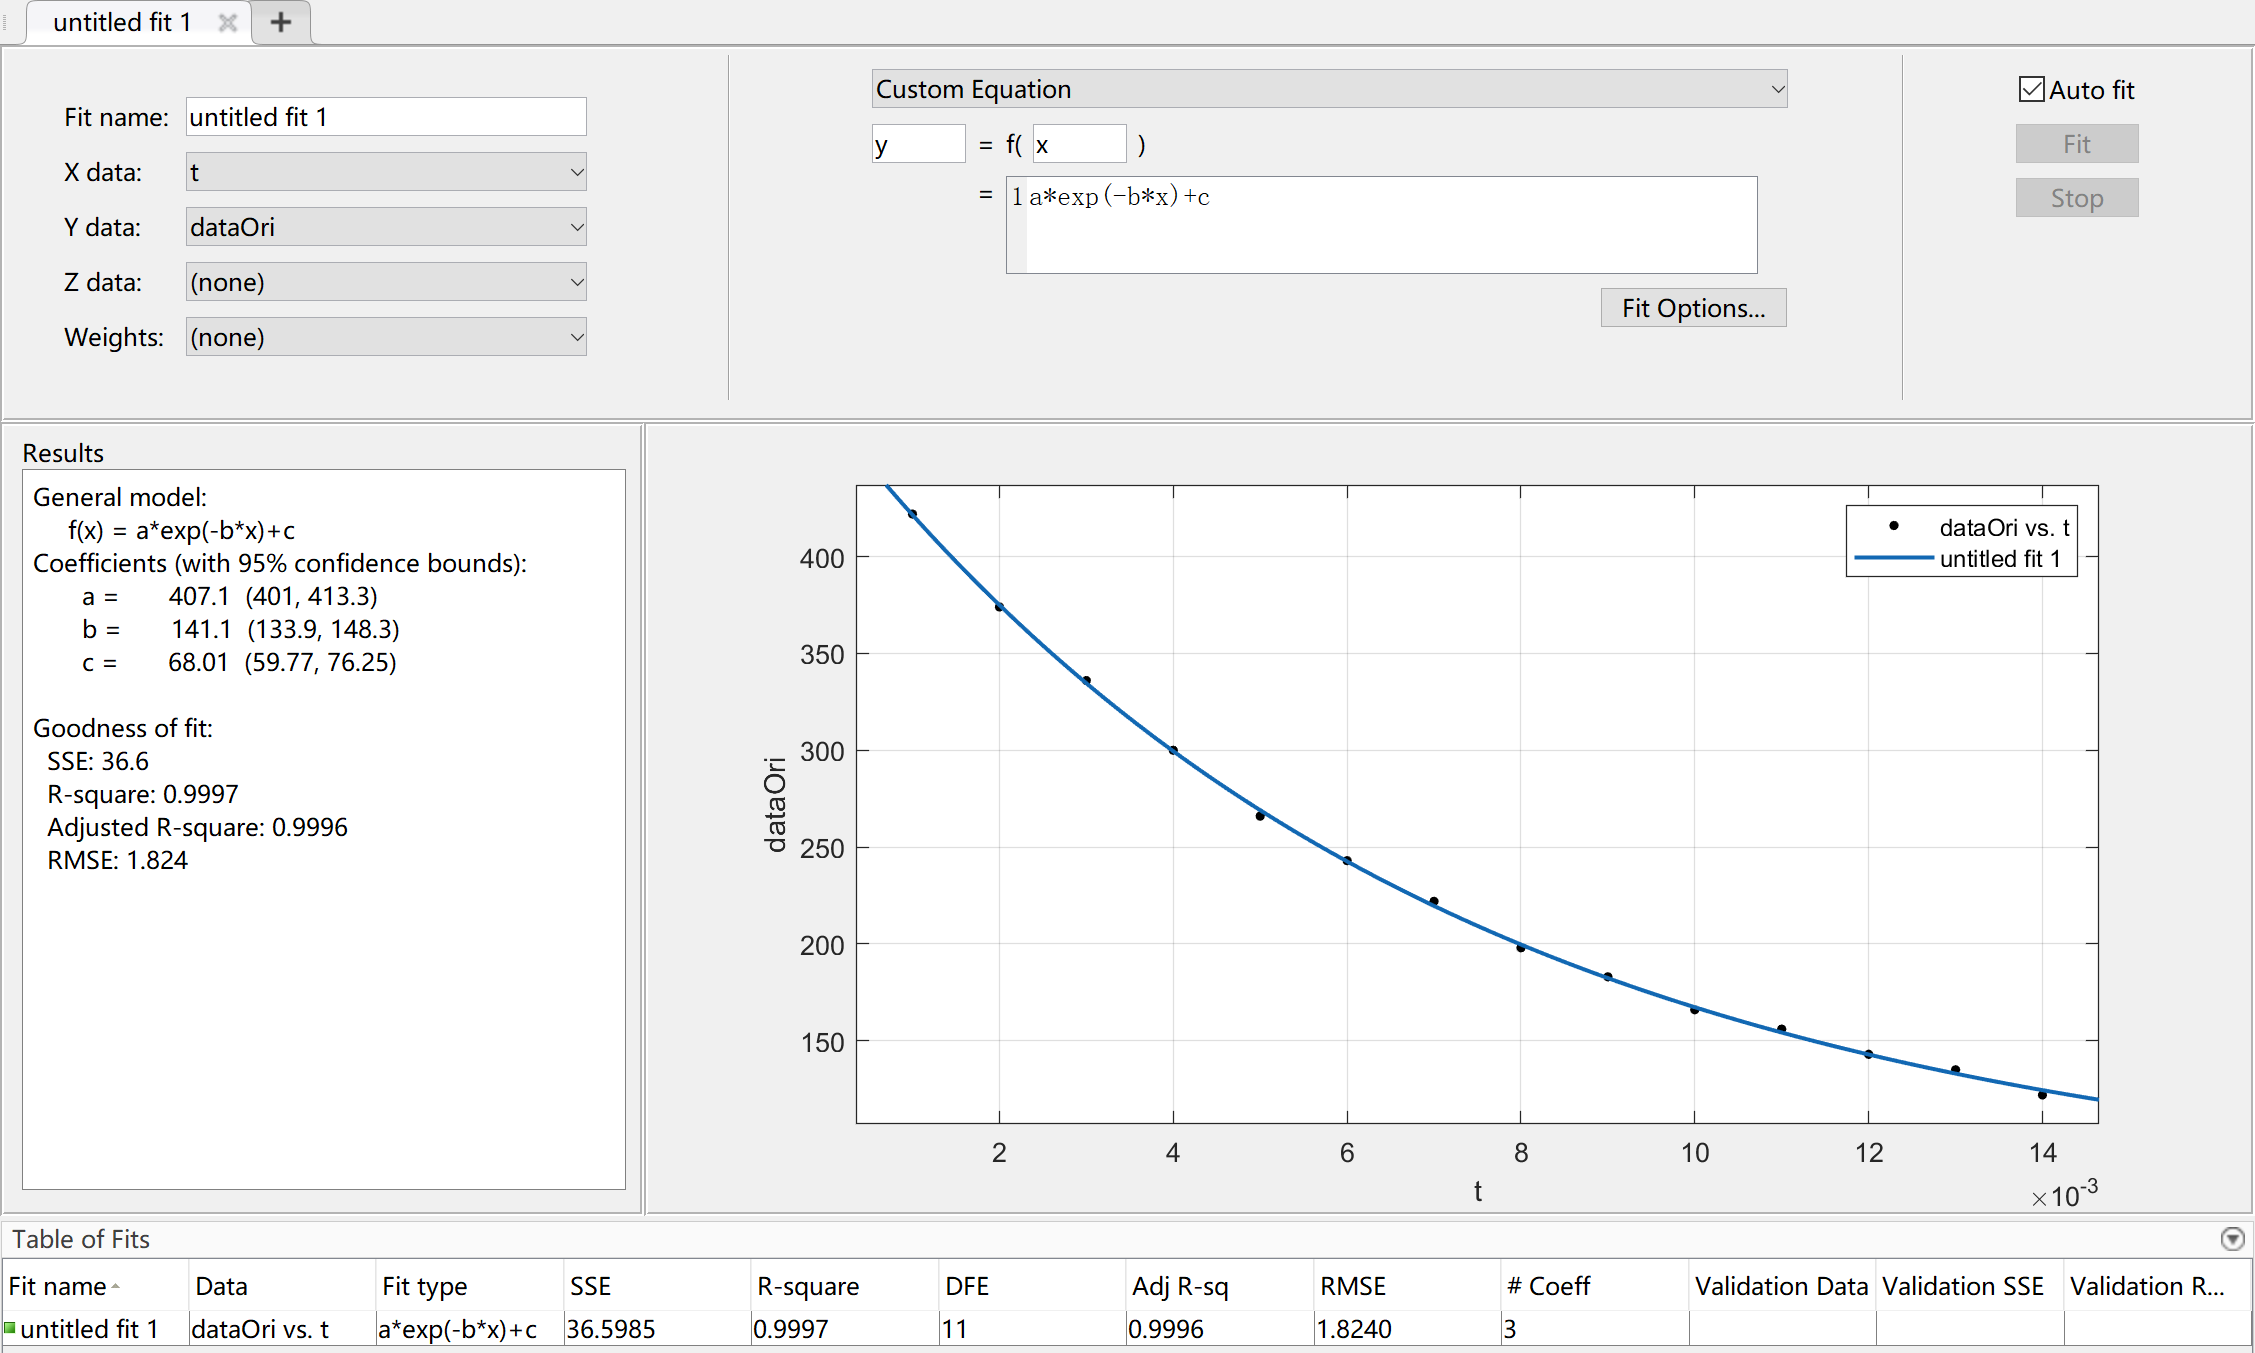 untitled fit 1
Fit name: untitled fit 1
X data: t
Y data: dataOri
Z data: (none)
Weights: (none)
Custom Equation
y = f( x )
= 1 a*exp(-b*x)+c
Fit Options...
Auto fit
Fit
Stop
Results
General model:
f(x) = a*exp(-b*x)+c
Coefficients (with 95% confidence bounds):
a = 407.1 (401, 413.3)
b = 141.1 (133.9, 148.3)
c = 68.01 (59.77, 76.25)
Goodness of fit:
SSE: 36.6
R-square: 0.9997
Adjusted R-square: 0.9996
RMSE: 1.824
dataOri vs. t
untitled fit 1
400
350
300
250
200
150
dataOri
2 4 6 8 10 12 14
t
×10-3
Table of Fits
Fit name Data Fit type SSE R-square DFE Adj R-sq RMSE # Coeff Validation Data Validation SSE Validation R...
untitled fit 1 dataOri vs. t a*exp(-b*x)+c 36.5985 0.9997 11 0.9996 1.8240 3